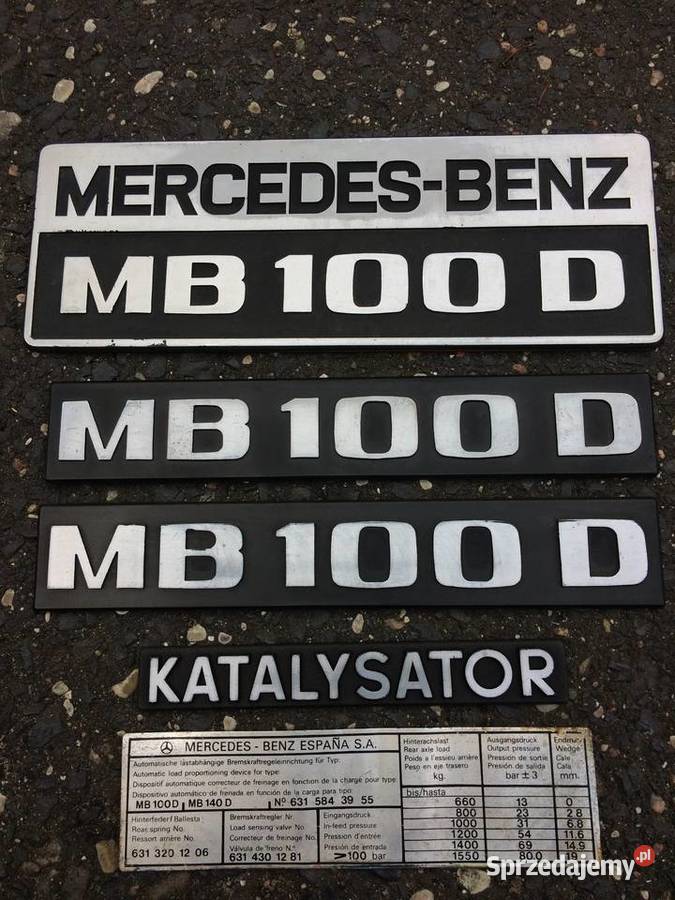 MERCEDES-BENZ
MB 100 D
MB 100 D
MB 100 D
KATALYSATOR
MERCEDES - BENZ ESPAÑA S.A.
Automatische lastabhängige Bremskraftregeleinrichtung für Typ:
Automatic load proportioning device for type:
Dispositif automatique correcteur de freinage en fonction de la charge pour type:
Dispositivo automático de frenada en función de la carga para tipo:
MB 100 D MB 140 D Nº 631 584 39 55
Hinterfeder/Ballesta
Rear spring No.
Ressort arrière No.
631 320 12 06
Bremskraftregler Nr.
Load sensing valve No.
Correcteur de freinage No.
Válvula de freno N.º
631 430 12 81
Eingangsdruck
In-feed pressure
Pression d'entrée
Presión de entrada
>100 bar
Hinterachslast
Rear axle load
Poids a l'essieu arrière
Peso en eje trasero
kg.
Ausgangsdruck
Output pressure
Pression de sortie
Presión de salida
bar ± 3
Wedge
Cale
Cala
mm.
bis/hasta
660 13 0
800 23 2.8
1000 31 6.8
1200 54 11.6
1400 69 14.9
1550 80.0
Sprzedajemy.pl